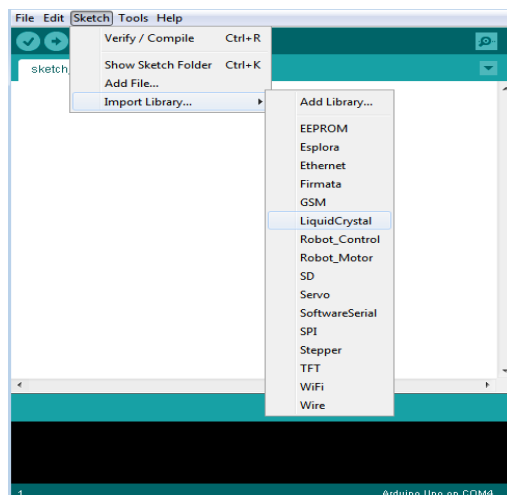 File Edit Sketch Tools Help
Verify / Compile Ctrl+R
Show Sketch Folder Ctrl+K
Add File...
Import Library...
sketch_
Add Library...
EEPROM
Esplora
Ethernet
Firmata
GSM
LiquidCrystal
Robot_Control
Robot_Motor
SD
Servo
SoftwareSerial
SPI
Stepper
TFT
WiFi
Wire
1 Arduino Uno on COM4